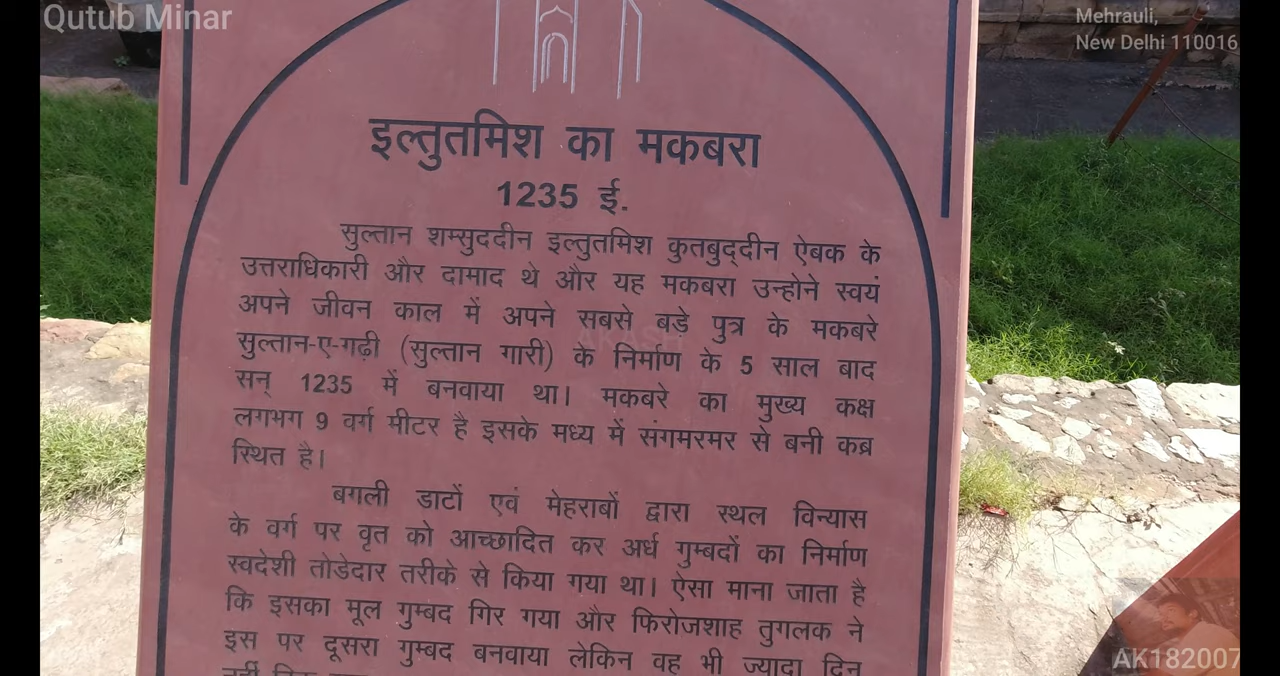 Qutub Minar
Mehrauli,
New Delhi 110016
इल्तुतमिश का मकबरा
1235 ई.
सुल्तान शम्सुददीन इल्तुतमिश कुतबुद्दीन ऐबक के
उत्तराधिकारी और दामाद थे और यह मकबरा उन्होने स्वयं
अपने जीवन काल में अपने सबसे बडे पुत्र के मकबरे
सुल्तान-ए-गढ़ी (सुल्तान गारी) के निर्माण के 5 साल बाद
सन् 1235 में बनवाया था। मकबरे का मुख्य कक्ष
लगभग 9 वर्ग मीटर है इसके मध्य में संगमरमर से बनी कब्र
स्थित है।
बगली डाटों एवं मेहराबों द्वारा स्थल विन्यास
के वर्ग पर वृत को आच्छादित कर अर्ध गुम्बदों का निर्माण
स्वदेशी तोडेदार तरीके से किया गया था। ऐसा माना जाता है
कि इसका मूल गुम्बद गिर गया और फिरोजशाह तुगलक ने
इस पर दूसरा गुम्बद बनवाया लेकिन वह भी ज्यादा दिन
AKASH
AK182007